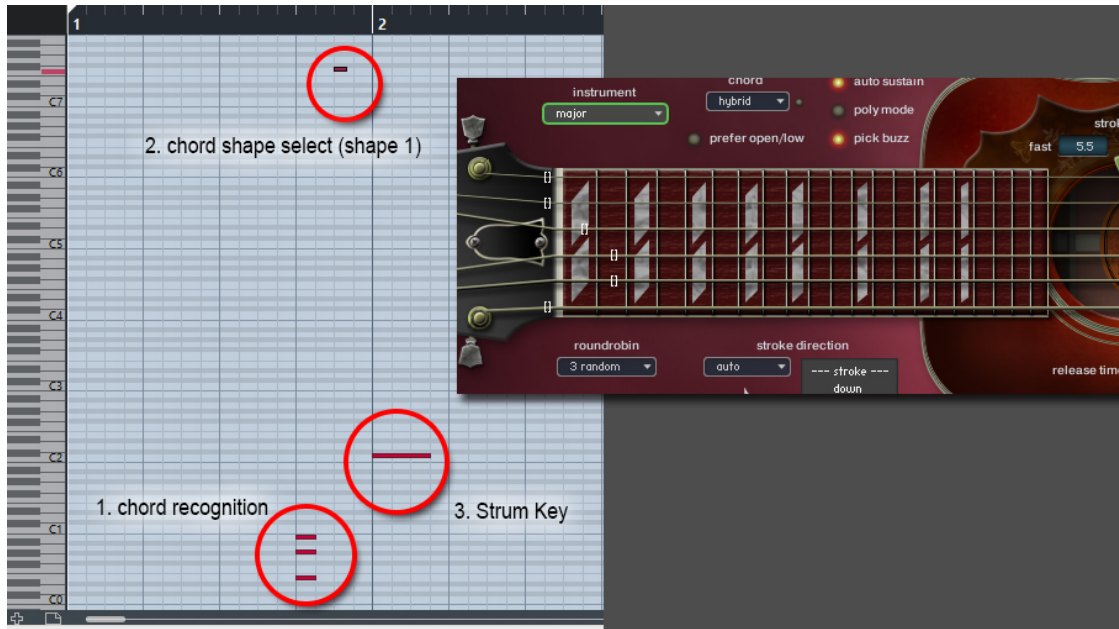 1
2
C7
2. chord shape select (shape 1)
C6
C5
C4
C3
C2
1. chord recognition
3. Strum Key
C1
C0
chord
auto sustain
instrument
hybrid
major
poly mode
prefer open/low
pick buzz
strok
fast
5.5
[]
[]
[]
[]
[]
[]
roundrobin
stroke direction
3 random
auto
--- stroke ---
down
release time